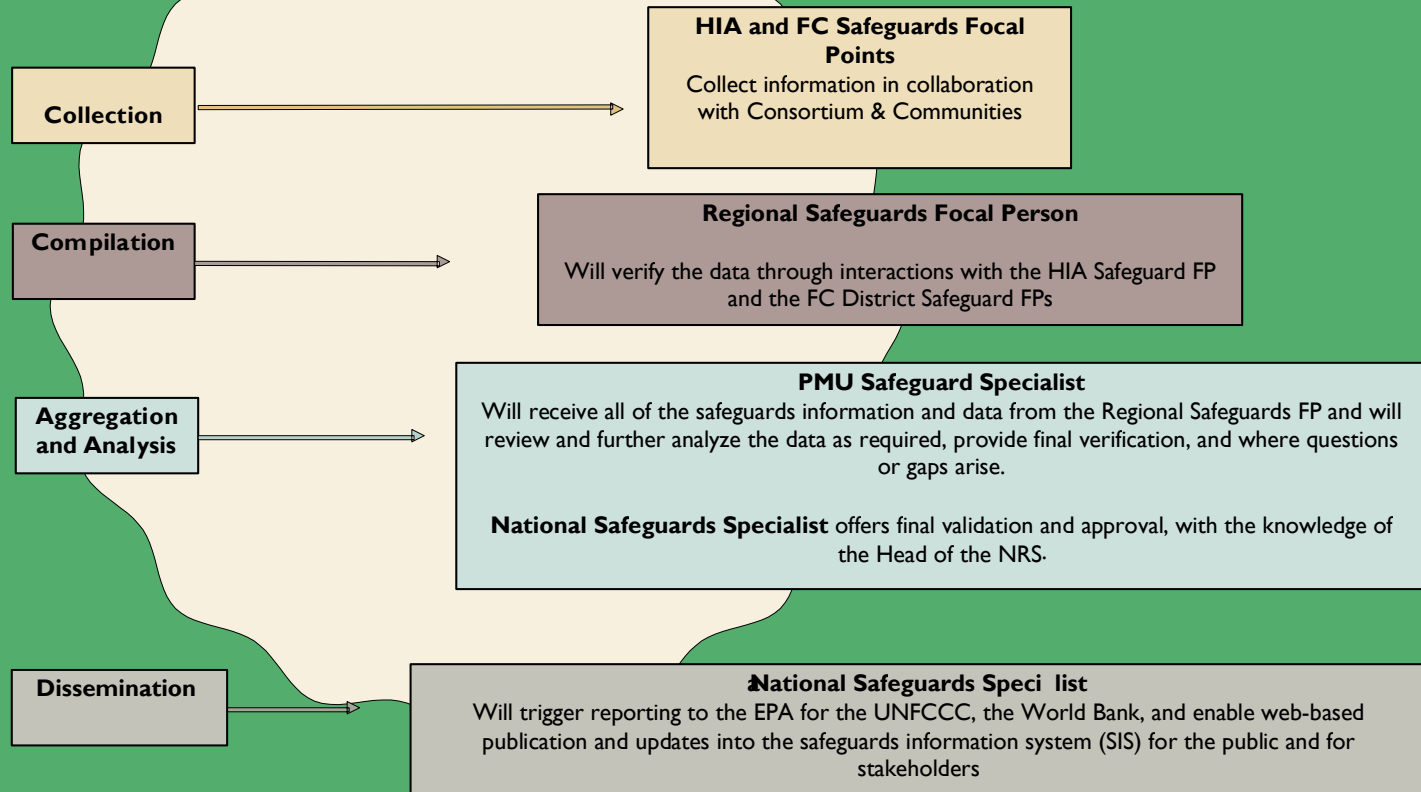 Collection
HIA and FC Safeguards Focal
Points
Collect information in collaboration
with Consortium & Communities
Compilation
Regional Safeguards Focal Person
Will verify the data through interactions with the HIA Safeguard FP
and the FC District Safeguard FPs
Aggregation
and Analysis
PMU Safeguard Specialist
Will receive all of the safeguards information and data from the Regional Safeguards FP and will
review and further analyze the data as required, provide final verification, and where questions
or gaps arise.
National Safeguards Specialist offers final validation and approval, with the knowledge of
the Head of the NRS.
Dissemination
aNational Safeguards Speci list
Will trigger reporting to the EPA for the UNFCCC, the World Bank, and enable web-based
publication and updates into the safeguards information system (SIS) for the public and for
stakeholders